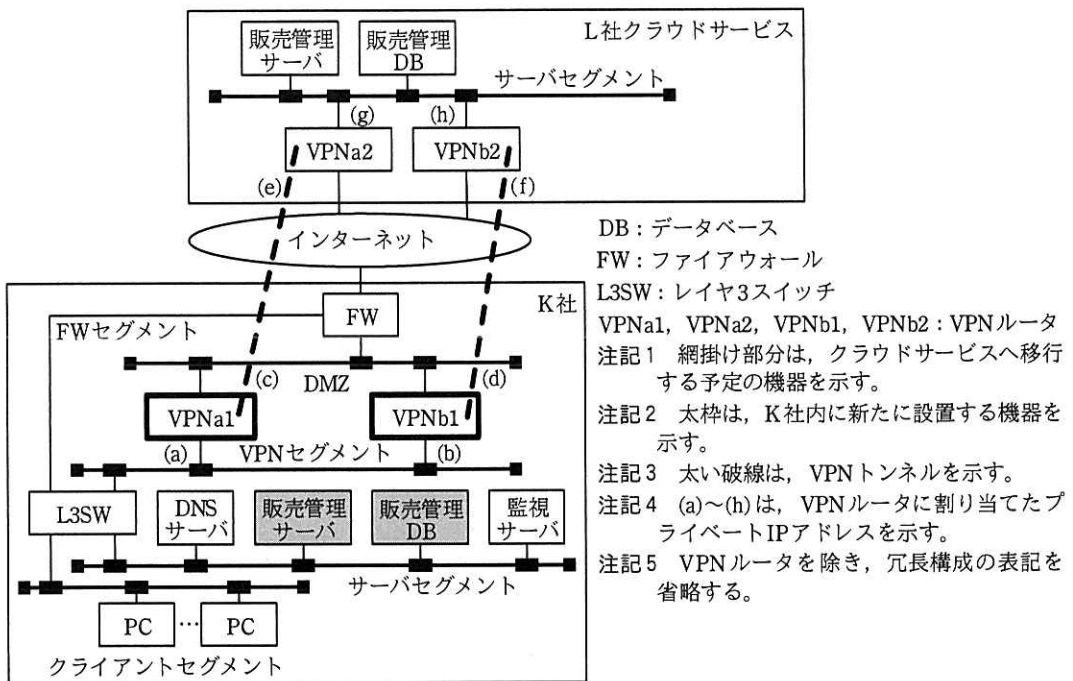 L社クラウドサービス
販売管理
サーバ
販売管理
DB
サーバセグメント
(g)
(h)
VPNa2
VPNb2
(e)
(f)
インターネット
K社
FWセグメント
FW
(c)
DMZ
(d)
VPNa1
VPNb1
(a)
VPNセグメント
(b)
L3SW
DNS
サーバ
販売管理
サーバ
販売管理
DB
監視
サーバ
サーバセグメント
PC
…
PC
クライアントセグメント
DB:データベース
FW:ファイアウォール
L3SW:レイヤ3スイッチ
VPNa1,VPNa2,VPNb1,VPNb2:VPNルータ
注記1 網掛け部分は,クラウドサービスへ移行
する予定の機器を示す。
注記2 太枠は,K社内に新たに設置する機器を
示す。
注記3 太い破線は,VPNトンネルを示す。
注記4 (a)~(h)は,VPNルータに割り当てたプ
ライベートIPアドレスを示す。
注記5 VPNルータを除き,冗長構成の表記を
省略する。